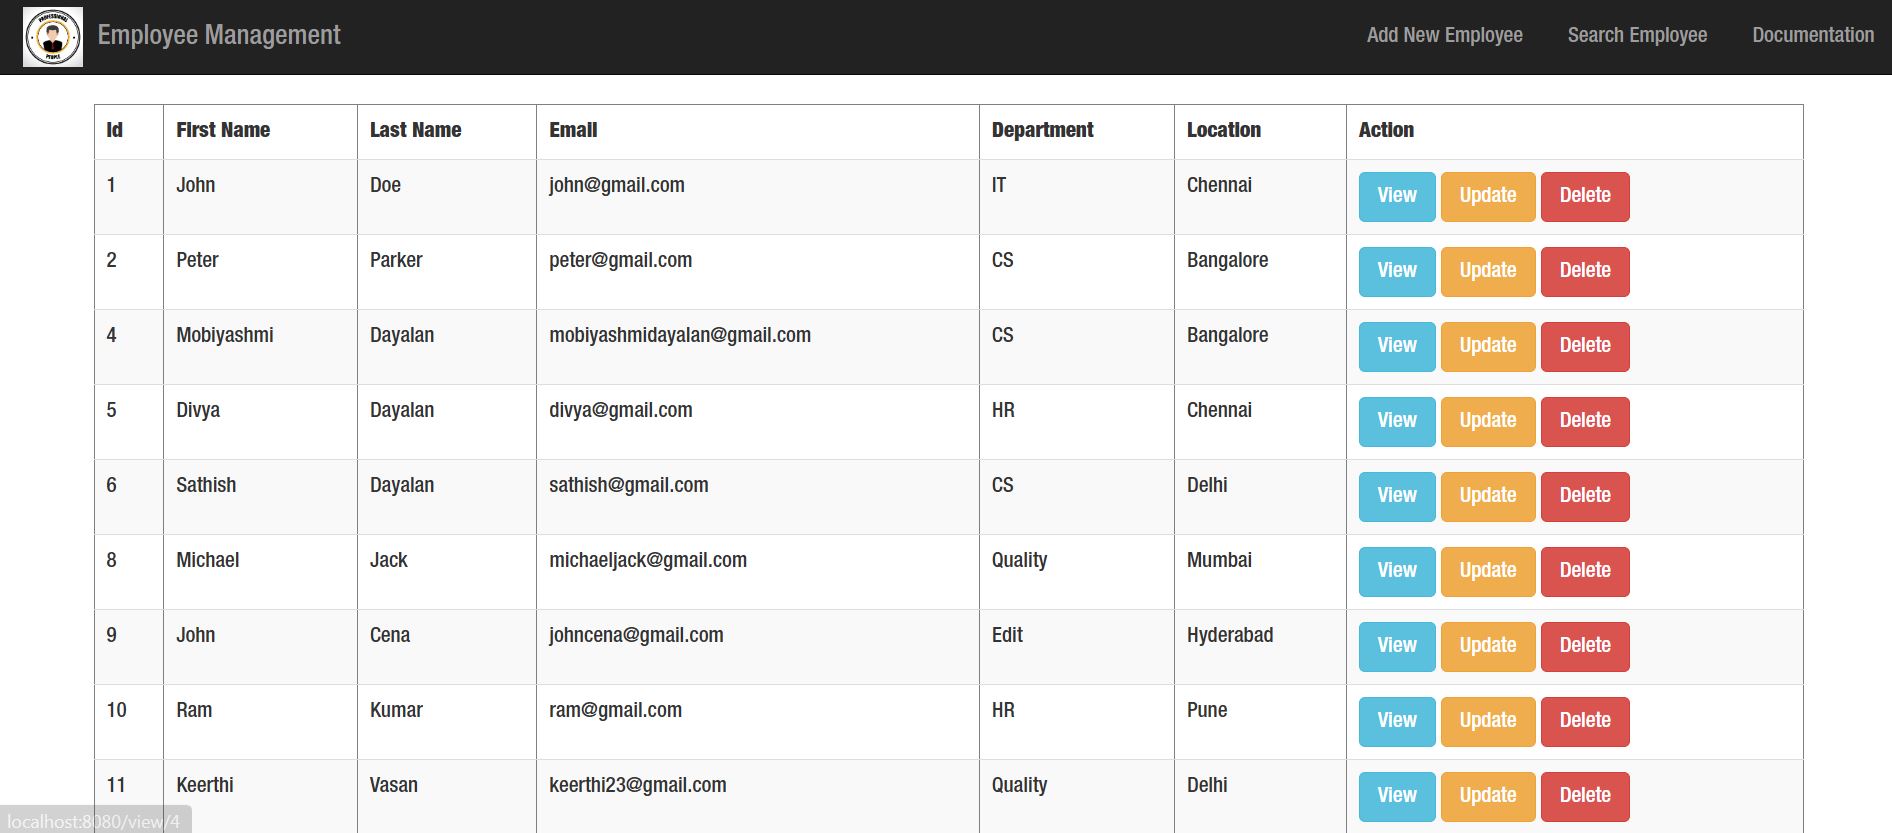 PROFESSIONAL
PEOPLE
Employee Management Add New Employee Search Employee Documentation
Id First Name Last Name Email Department Location Action
1 John Doe john@gmail.com IT Chennai View Update Delete
2 Peter Parker peter@gmail.com CS Bangalore View Update Delete
4 Mobiyashmi Dayalan mobiyashmidayalan@gmail.com CS Bangalore View Update Delete
5 Divya Dayalan divya@gmail.com HR Chennai View Update Delete
6 Sathish Dayalan sathish@gmail.com CS Delhi View Update Delete
8 Michael Jack michaeljack@gmail.com Quality Mumbai View Update Delete
9 John Cena johncena@gmail.com Edit Hyderabad View Update Delete
10 Ram Kumar ram@gmail.com HR Pune View Update Delete
11 Keerthi Vasan keerthi23@gmail.com Quality Delhi View Update Delete
localhost:8080/view/4